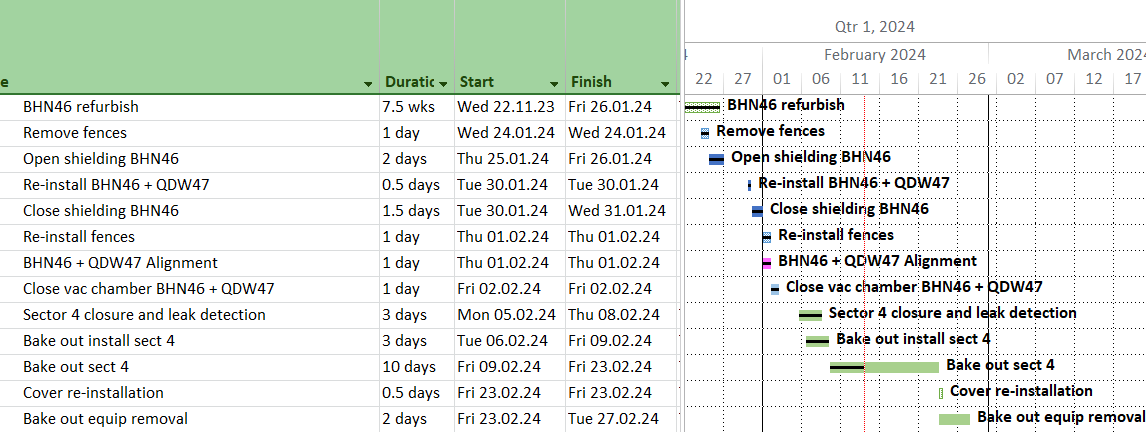 Qtr 1, 2024
February 2024 March 2024
e Duratic Start Finish 22 27 01 06 11 16 21 26 02 07 12 17
BHN46 refurbish 7.5 wks Wed 22.11.23 Fri 26.01.24 BHN46 refurbish
Remove fences 1 day Wed 24.01.24 Wed 24.01.24 Remove fences
Open shielding BHN46 2 days Thu 25.01.24 Fri 26.01.24 Open shielding BHN46
Re-install BHN46 + QDW47 0.5 days Tue 30.01.24 Tue 30.01.24 Re-install BHN46 + QDW47
Close shielding BHN46 1.5 days Tue 30.01.24 Wed 31.01.24 Close shielding BHN46
Re-install fences 1 day Thu 01.02.24 Thu 01.02.24 Re-install fences
BHN46 + QDW47 Alignment 1 day Thu 01.02.24 Thu 01.02.24 BHN46 + QDW47 Alignment
Close vac chamber BHN46 + QDW47 1 day Fri 02.02.24 Fri 02.02.24 Close vac chamber BHN46 + QDW47
Sector 4 closure and leak detection 3 days Mon 05.02.24 Thu 08.02.24 Sector 4 closure and leak detection
Bake out install sect 4 3 days Tue 06.02.24 Fri 09.02.24 Bake out install sect 4
Bake out sect 4 10 days Fri 09.02.24 Fri 23.02.24 Bake out sect 4
Cover re-installation 0.5 days Fri 23.02.24 Fri 23.02.24 Cover re-installation
Bake out equip removal 2 days Fri 23.02.24 Tue 27.02.24 Bake out equip removal